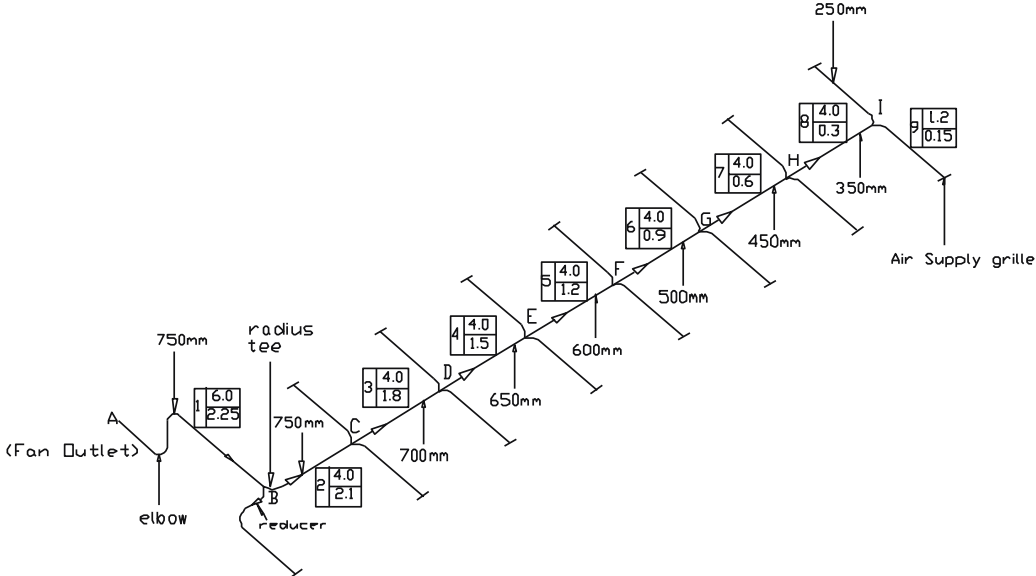 250mm
I
8 4.0 0.3
9 1.2 0.15
H
7 4.0 0.6
350mm
6 4.0 0.9
G
450mm
Air Supply grille
5 4.0 1.2
F
500mm
4 4.0 1.5
E
600mm
radius
tee
750mm
3 4.0 1.8
D
650mm
1 6.0 2.25
A
750mm
C
(Fan Outlet)
700mm
2 4.0 2.1
B
elbow
reducer